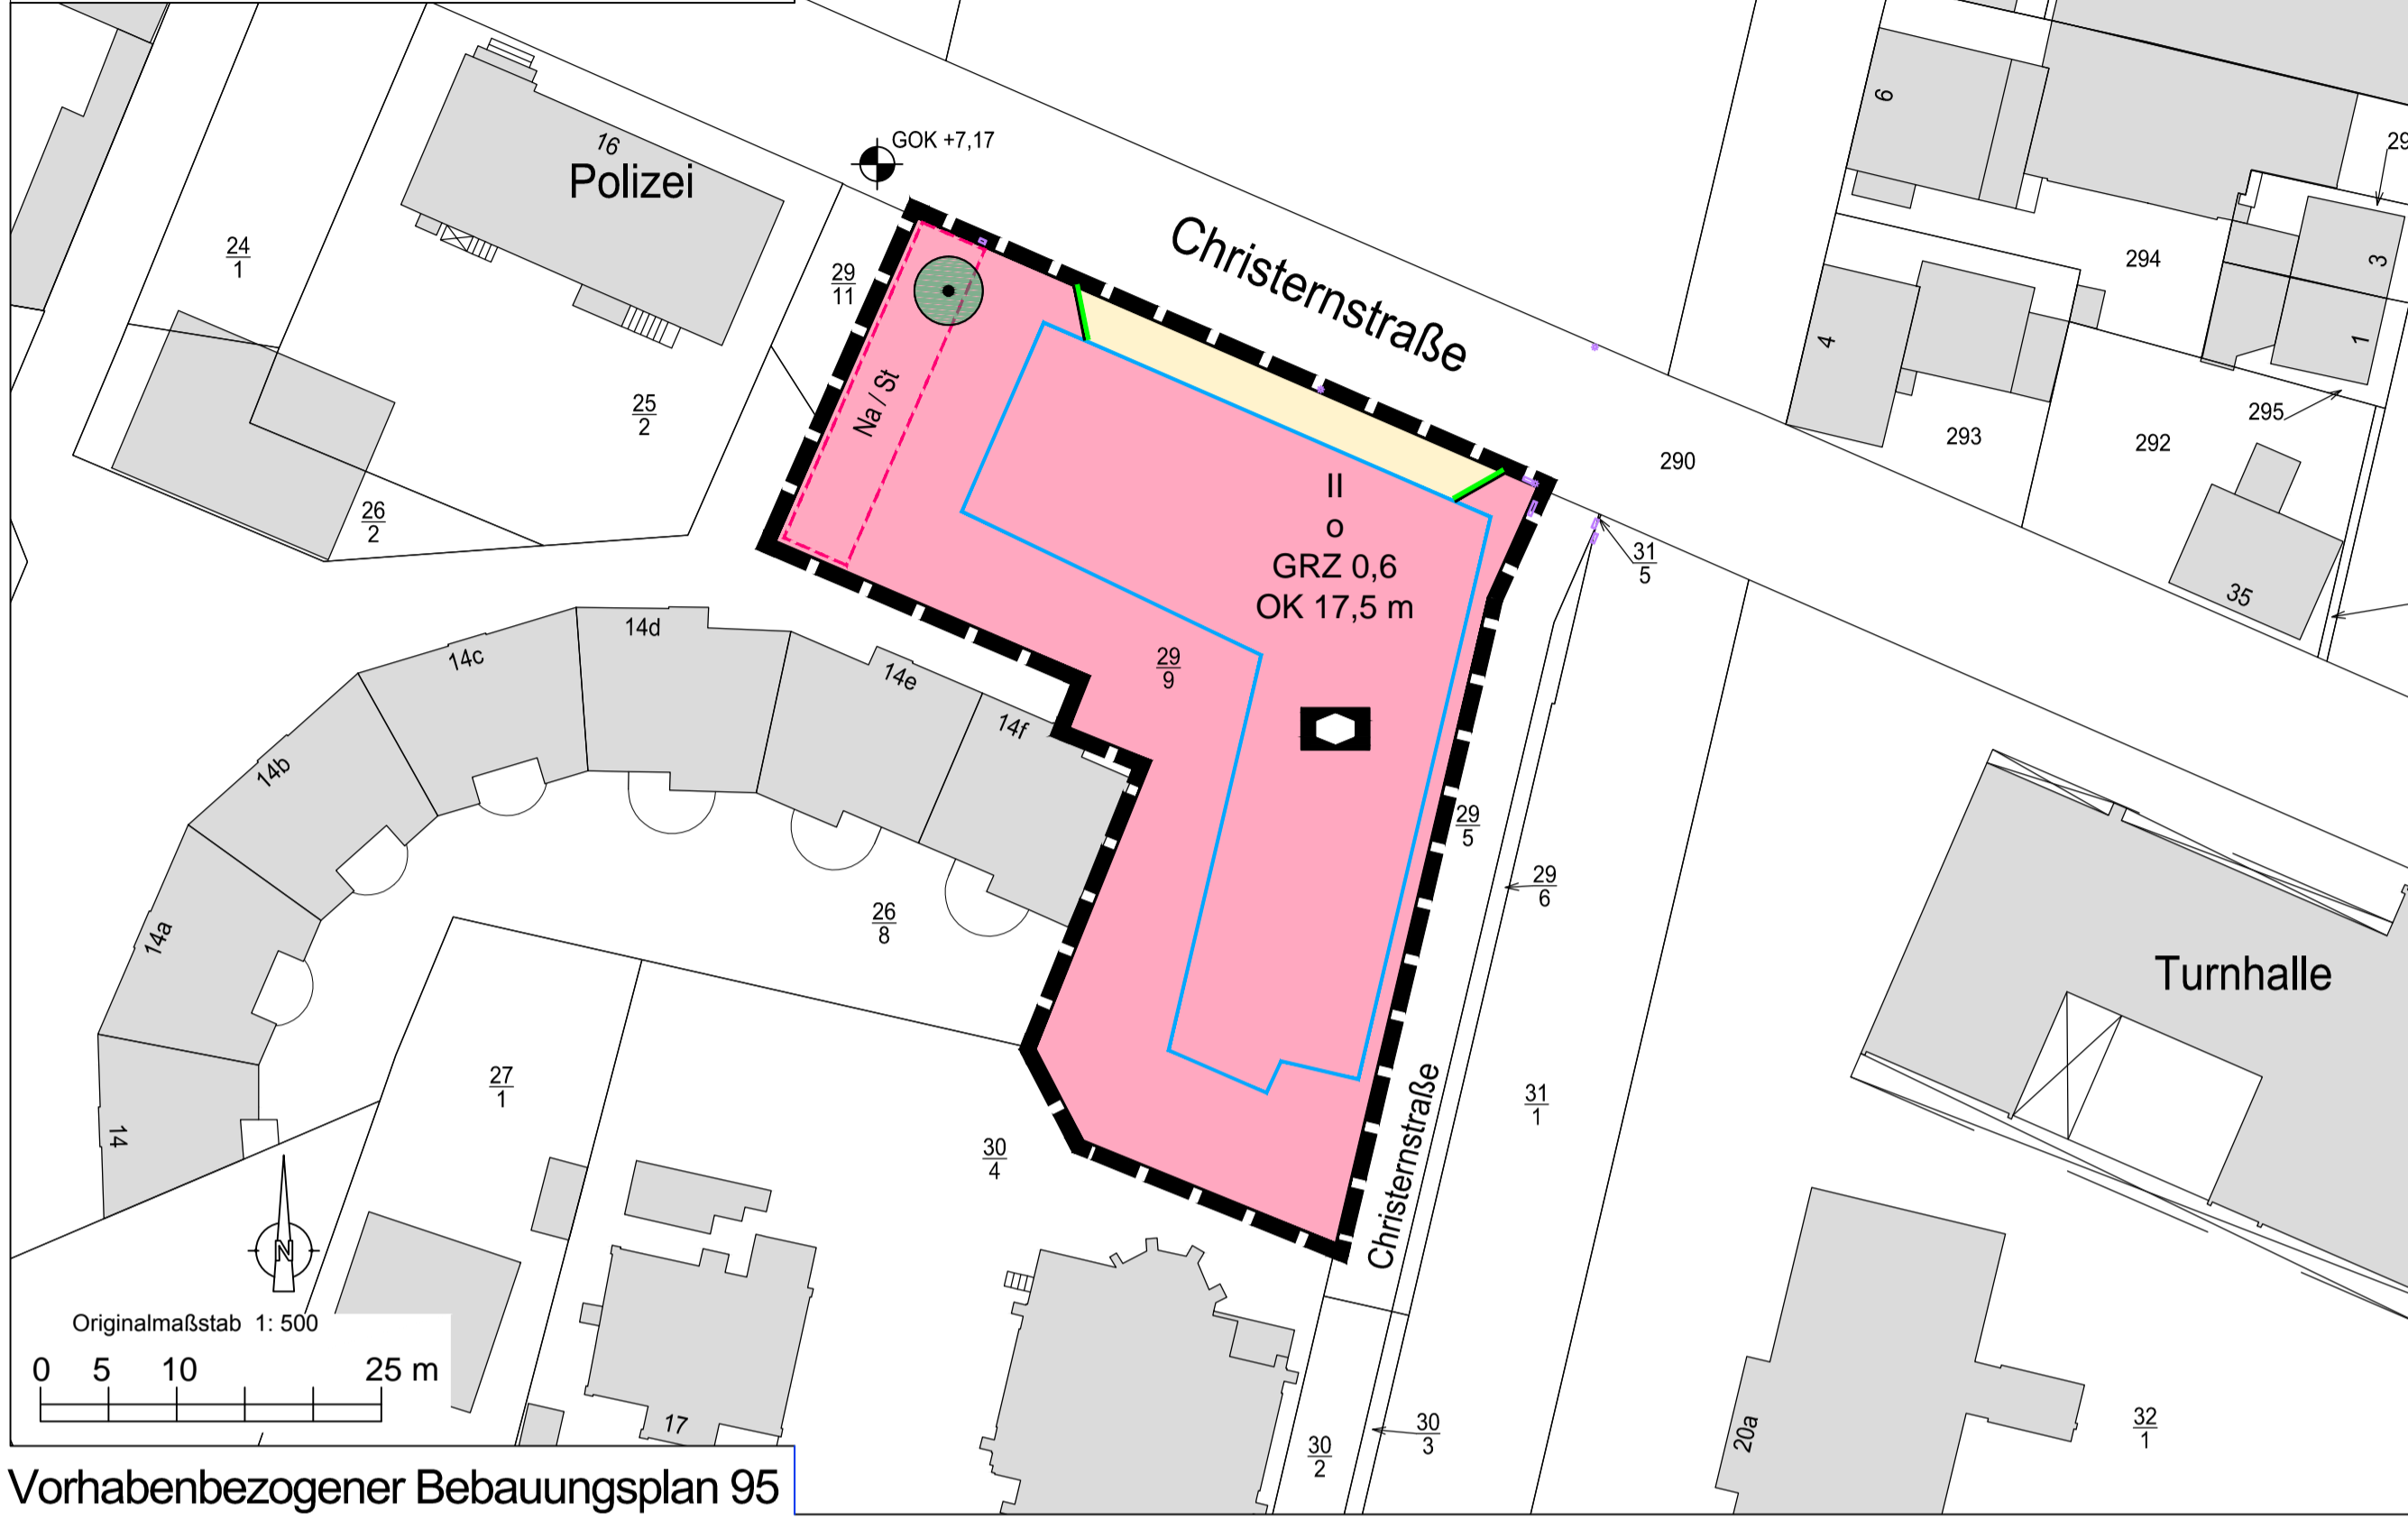 GOK +7,17
16
Polizei
6
29
24
1
29
11
Christernstraße
294
3
4
1
25
2
Na / St
295
293
292
290
II
o
GRZ 0,6
OK 17,5 m
26
2
31
5
35
14d
14c
14e
14f
29
9
14b
29
5
29
6
26
8
14a
Turnhalle
27
1
31
1
14
30
4
Christernstraße
N
Originalmaßstab 1: 500
0 5 10 25 m
17
30
2
30
3
20a
32
1
Vorhabenbezogener Bebauungsplan 95